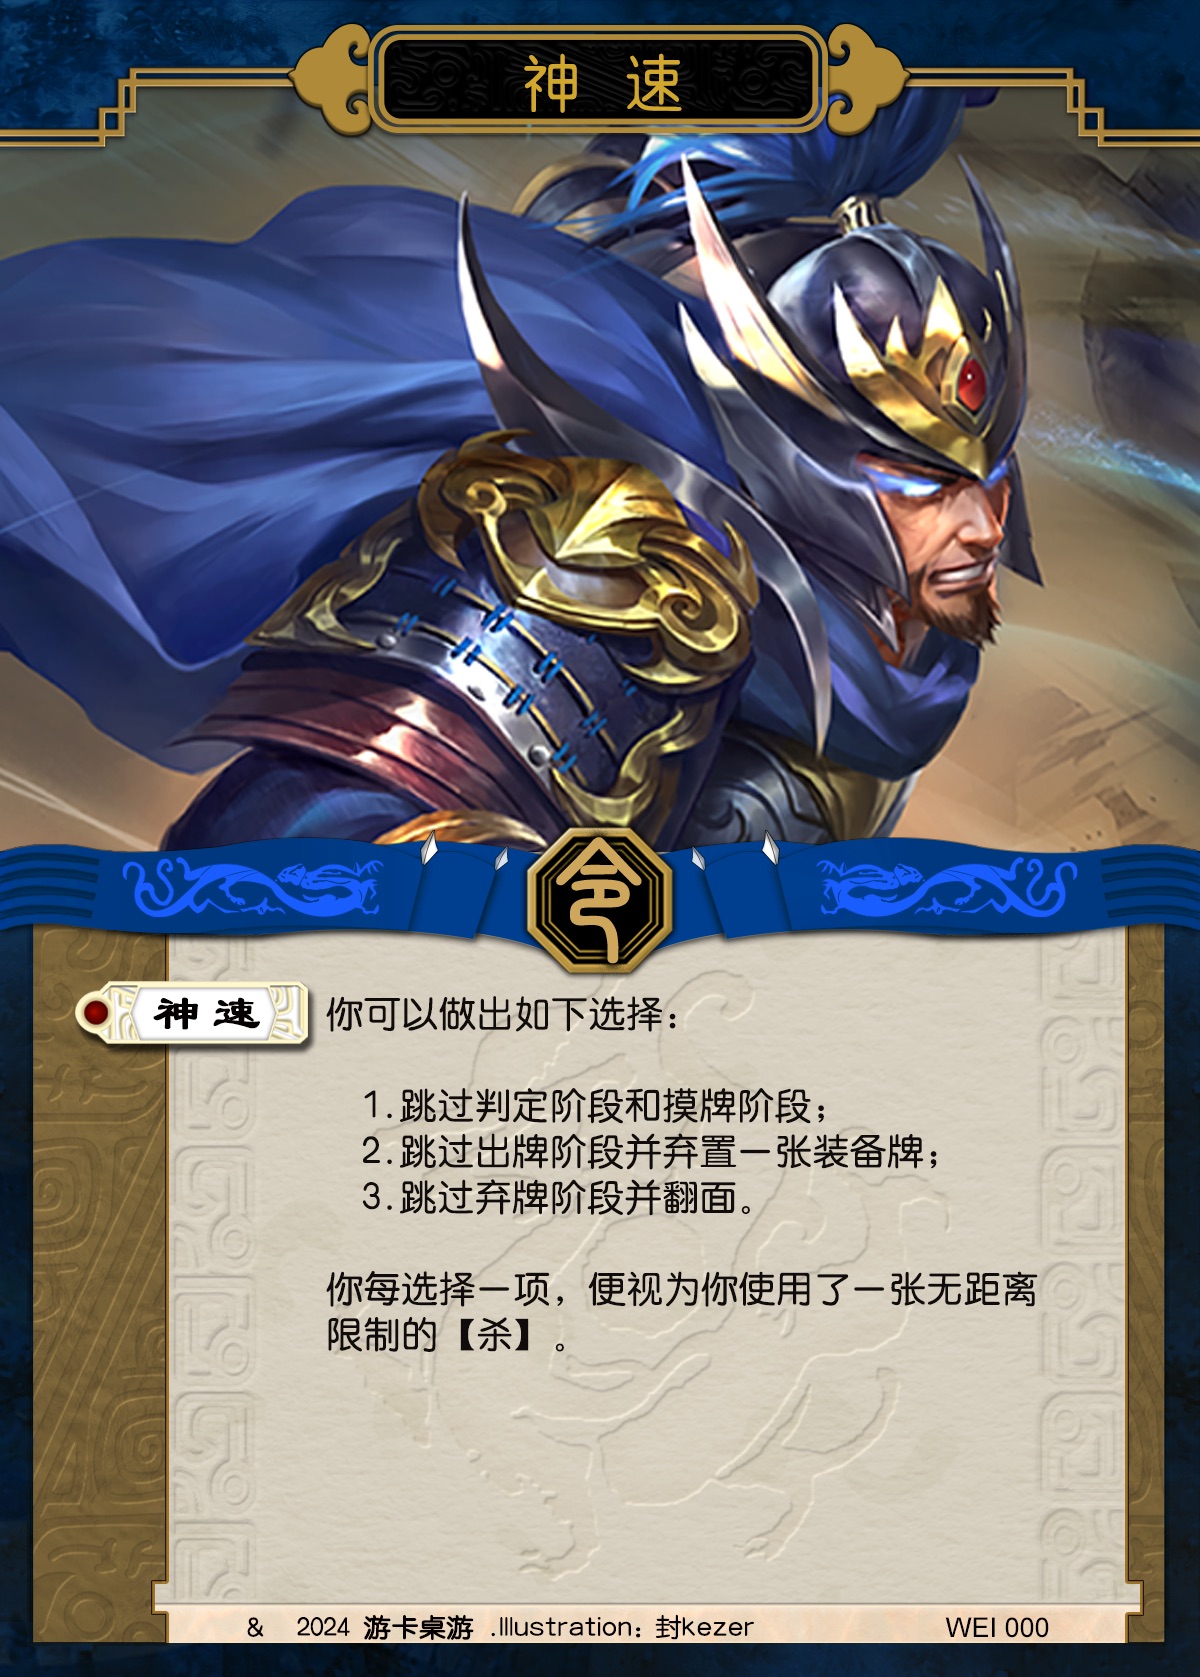 神速
令
神速
你可以做出如下选择：
1.跳过判定阶段和摸牌阶段；
2.跳过出牌阶段并弃置一张装备牌；
3.跳过弃牌阶段并翻面。
你每选择一项，便视为你使用了一张无距离
限制的【杀】。
& 2024 游卡桌游 .Illustration: 封kezer WEI 000